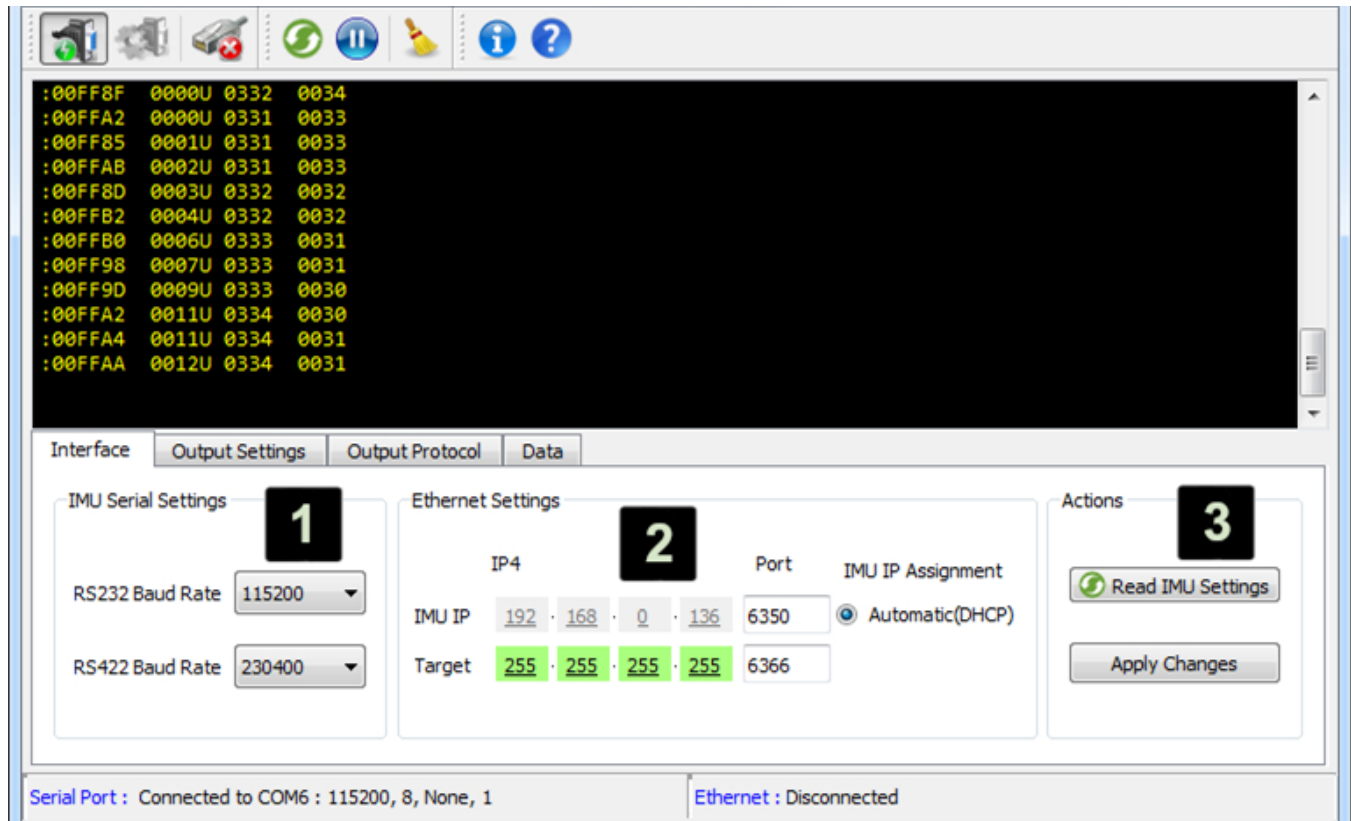 :00FF8F 0000U 0332 0034
:00FFA2 0000U 0331 0033
:00FF85 0001U 0331 0033
:00FFAB 0002U 0331 0033
:00FF8D 0003U 0332 0032
:00FFB2 0004U 0332 0032
:00FFB0 0006U 0333 0031
:00FF98 0007U 0333 0031
:00FF9D 0009U 0333 0030
:00FFA2 0011U 0334 0030
:00FFA4 0011U 0334 0031
:00FFAA 0012U 0334 0031
Interface Output Settings Output Protocol Data
IMU Serial Settings
1
RS232 Baud Rate 115200
RS422 Baud Rate 230400
Ethernet Settings
2
IP4 Port IMU IP Assignment
IMU IP 192 . 168 . 0 . 136 6350 Automatic(DHCP)
Target 255 . 255 . 255 . 255 6366
Actions
3
Read IMU Settings
Apply Changes
Serial Port : Connected to COM6 : 115200, 8, None, 1
Ethernet : Disconnected